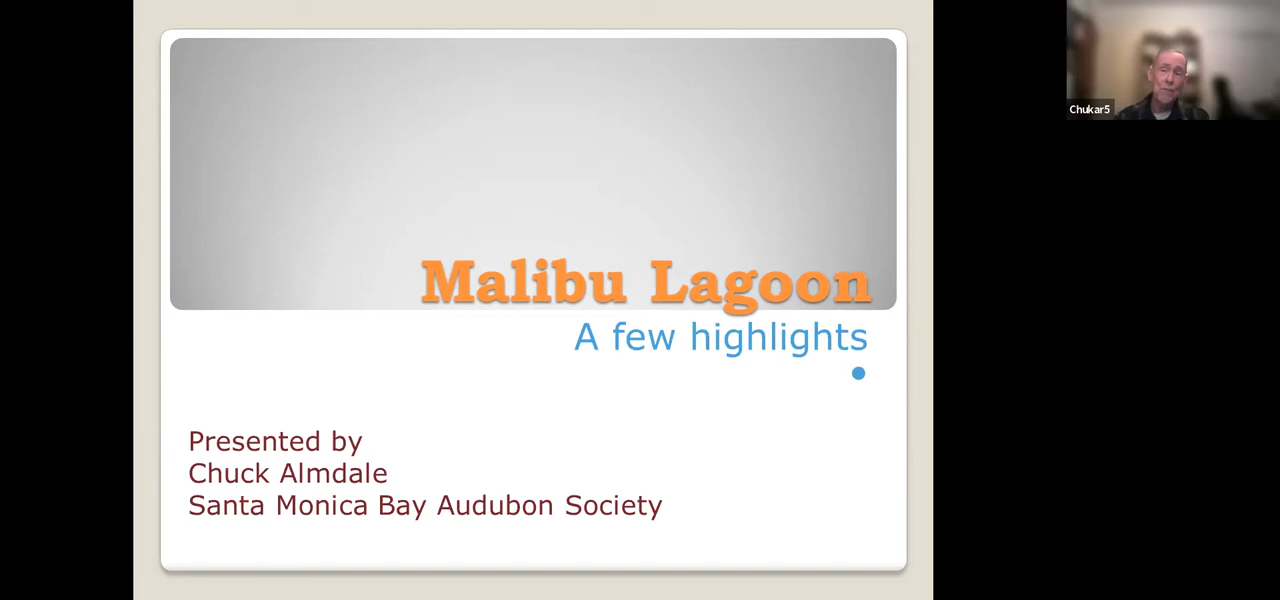 Malibu Lagoon
A few highlights
Presented by
Chuck Almdale
Santa Monica Bay Audubon Society
Chukar5